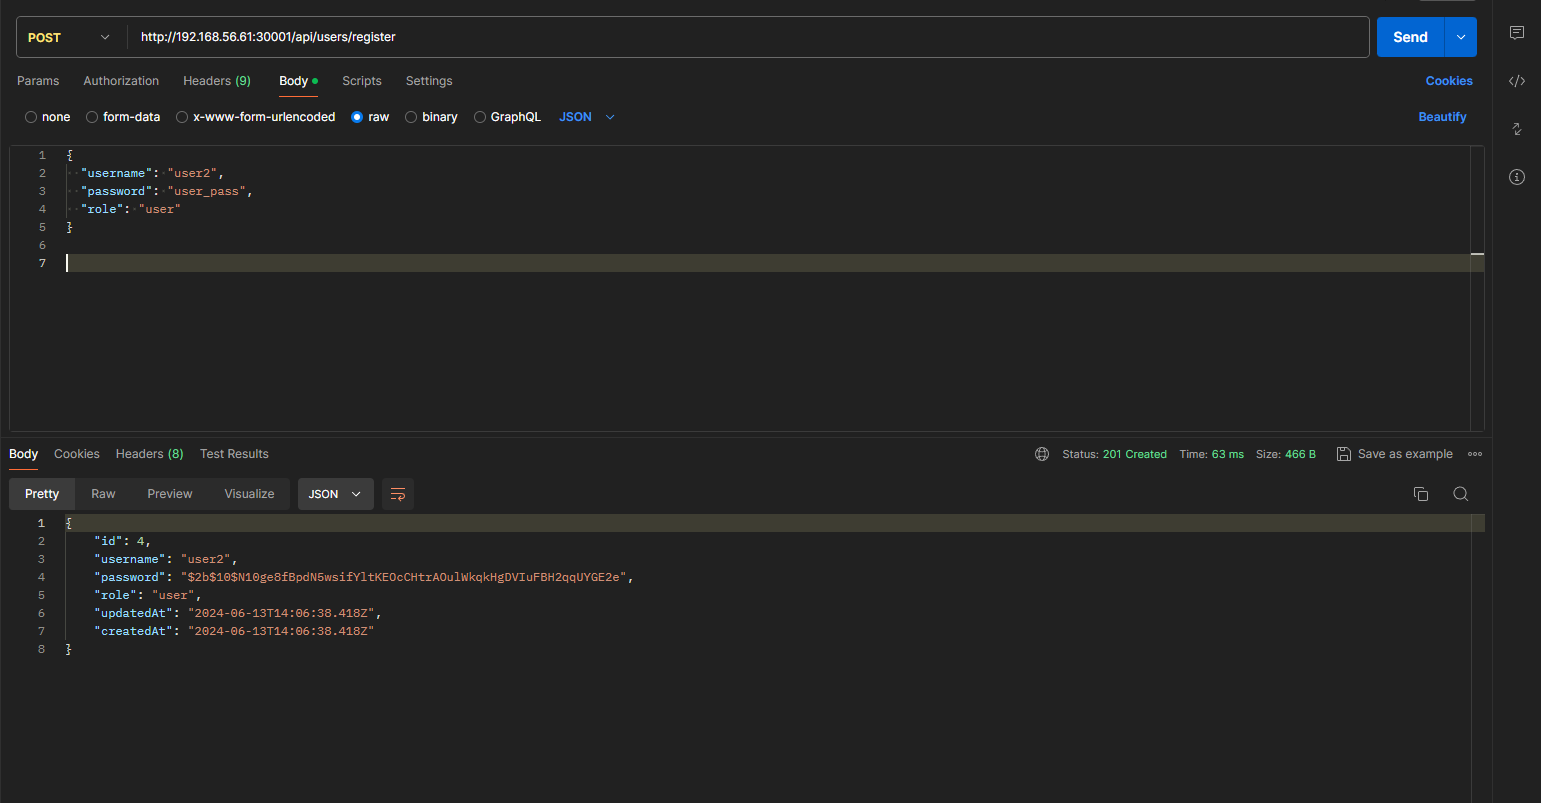 POST
http://192.168.56.61:30001/api/users/register
Send
Params Authorization Headers (9) Body Scripts Settings Cookies
none form-data x-www-form-urlencoded raw binary GraphQL JSON Beautify
1 {
2 "username": "user2",
3 "password": "user_pass",
4 "role": "user"
5 }
6
7
Body Cookies Headers (8) Test Results Status: 201 Created Time: 63 ms Size: 466 B Save as example
Pretty Raw Preview Visualize JSON
1 {
2 "id": 4,
3 "username": "user2",
4 "password": "$2b$10$N10ge8fBpdN5wsifYltKEOcCHtrAOulWkqkHgDVIuFBH2qqUYGE2e",
5 "role": "user",
6 "updatedAt": "2024-06-13T14:06:38.418Z",
7 "createdAt": "2024-06-13T14:06:38.418Z"
8 }